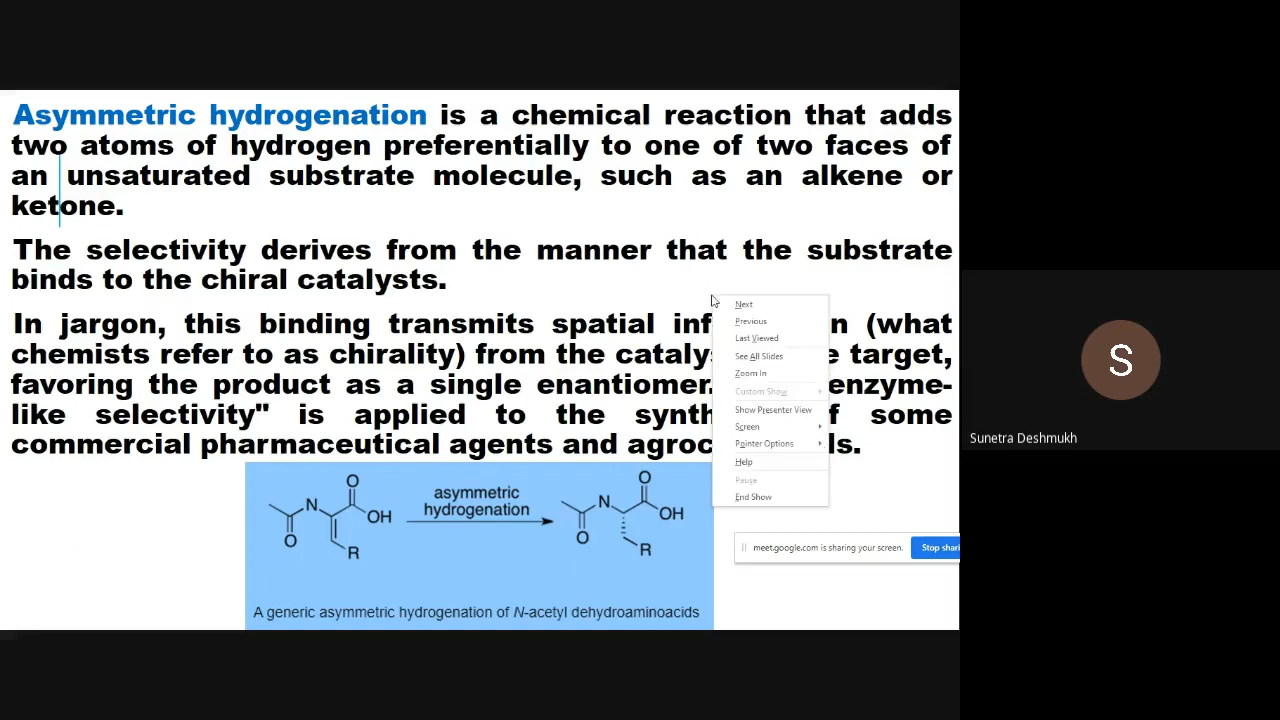 Asymmetric hydrogenation is a chemical reaction that adds
two atoms of hydrogen preferentially to one of two faces of
an unsaturated substrate molecule, such as an alkene or
ketone.
The selectivity derives from the manner that the substrate
binds to the chiral catalysts.
In jargon, this binding transmits spatial inf n (what
chemists refer to as chirality) from the cataly e target,
favoring the product as a single enantiomer. enzyme-
like selectivity" is applied to the synth f some
commercial pharmaceutical agents and agroc ls.
Next
Previous
Last Viewed
See All Slides
Zoom In
Custom Show
Show Presenter View
Screen
Pointer Options
Help
Pause
End Show
O
N
OH
O
R
asymmetric
hydrogenation
O
N
OH
O
R
A generic asymmetric hydrogenation of N-acetyl dehydroaminoacids
meet.google.com is sharing your screen.
Stop shari
S
Sunetra Deshmukh